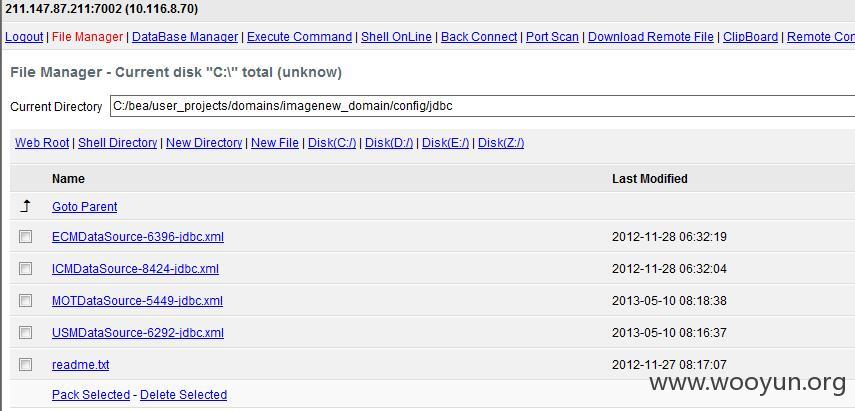 211.147.87.211:7002 (10.116.8.70)
Logout | File Manager | DataBase Manager | Execute Command | Shell OnLine | Back Connect | Port Scan | Download Remote File | ClipBoard | Remote Con
File Manager - Current disk "C:\" total (unknow)
Current Directory C:/bea/user_projects/domains/imagenew_domain/config/jdbc
Web Root | Shell Directory | New Directory | New File | Disk(C:/) | Disk(D:/) | Disk(E:/) | Disk(Z:/)
Name Last Modified
Goto Parent
ECMDataSource-6396-jdbc.xml 2012-11-28 06:32:19
ICMDataSource-8424-jdbc.xml 2012-11-28 06:32:04
MOTDataSource-5449-jdbc.xml 2013-05-10 08:18:38
USMDataSource-6292-jdbc.xml 2013-05-10 08:16:37
readme.txt 2012-11-27 08:17:07
Pack Selected - Delete Selected
www.wooyun.org